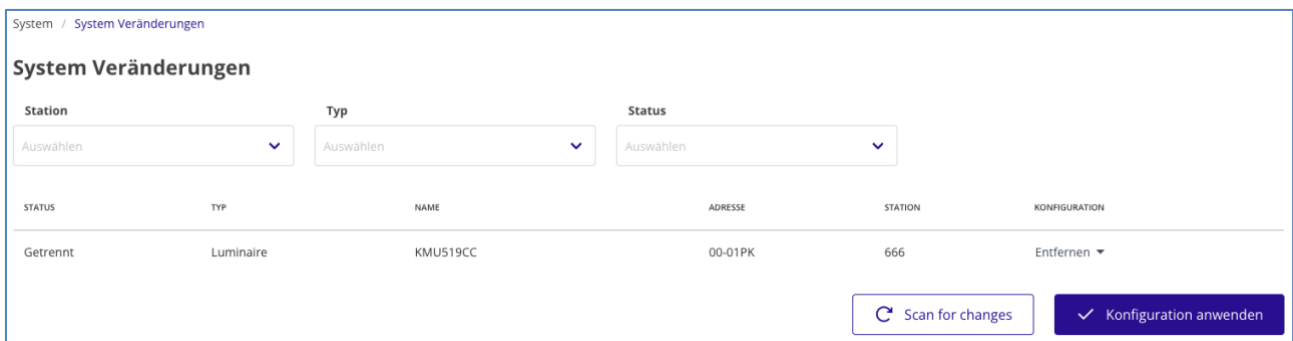 System / System Veränderungen
System Veränderungen
Station Typ Status
Auswählen Auswählen Auswählen
STATUS TYP NAME ADRESSE STATION KONFIGURATION
Getrennt Luminaire KMU519CC 00-01PK 666 Entfernen
Scan for changes Konfiguration anwenden